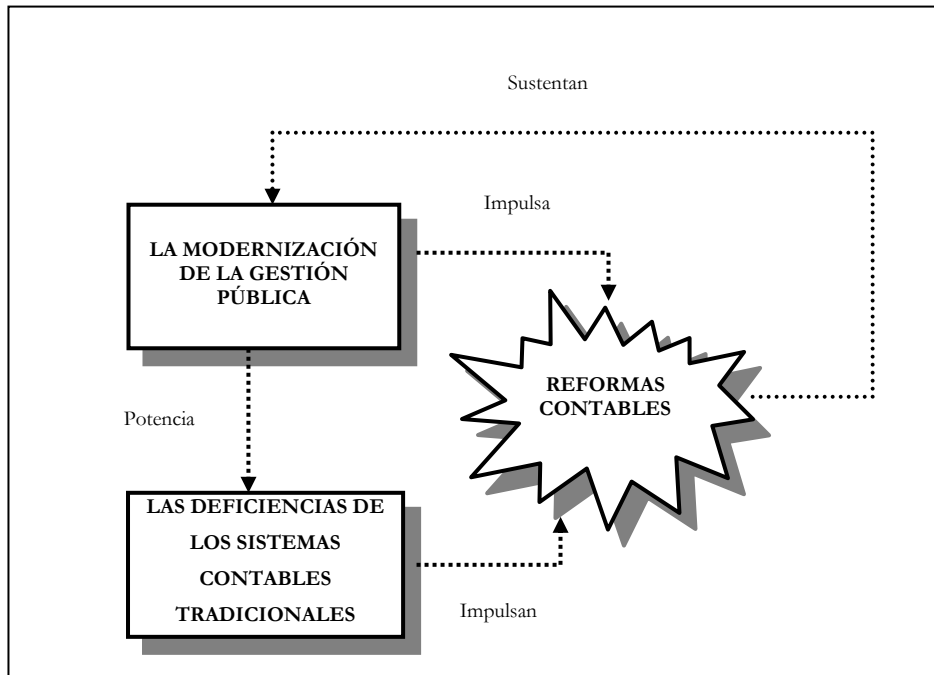 Sustentan
Impulsa
LA MODERNIZACIÓN
DE LA GESTIÓN
PÚBLICA
REFORMAS
CONTABLES
Potencia
LAS DEFICIENCIAS DE
LOS SISTEMAS
CONTABLES
TRADICIONALES
Impulsan